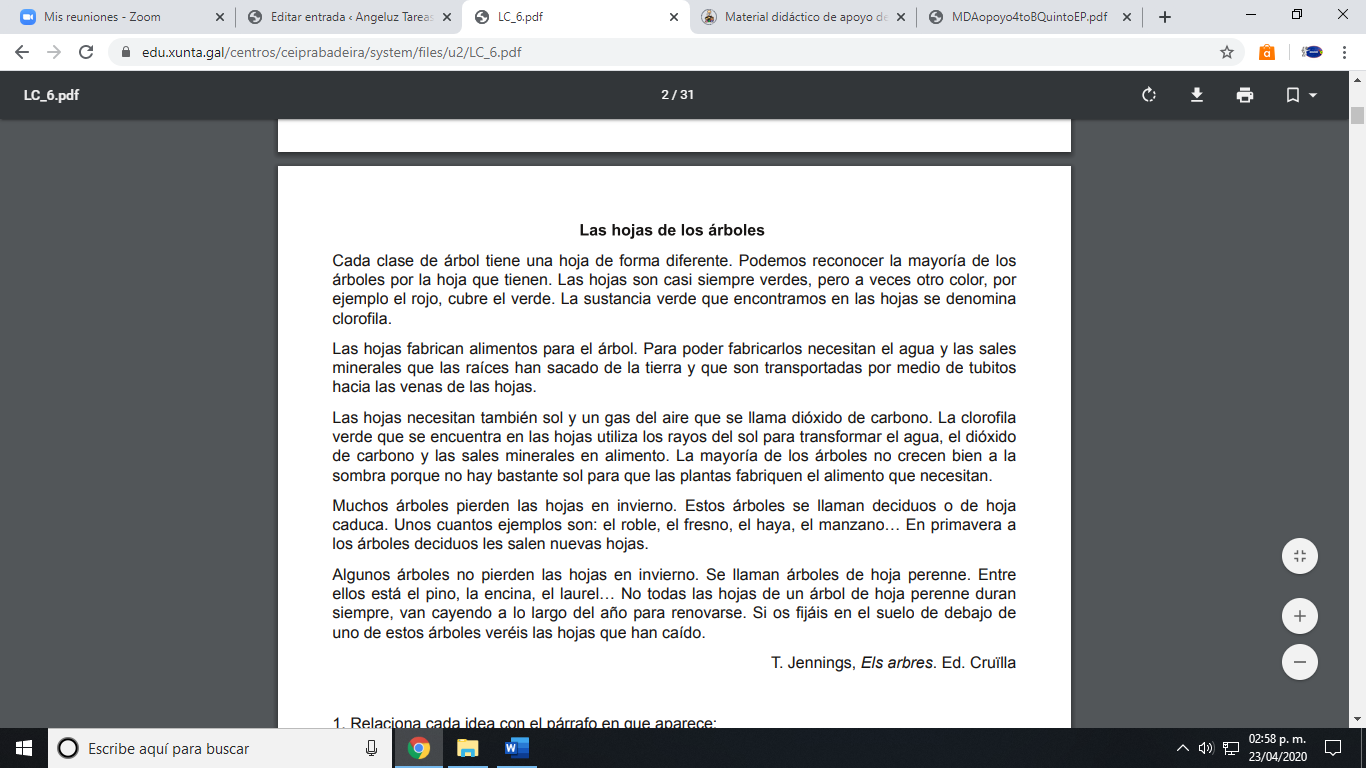 Mis reuniones - Zoom
Editar entrada ‹ Angeluz Tareas
LC_6.pdf
Material didáctico de apoyo de
MDAopoyo4toBQuintoEP.pdf
edu.xunta.gal/centros/ceiprabadeira/system/files/u2/LC_6.pdf
LC_6.pdf
2 / 31
Las hojas de los árboles
Cada clase de árbol tiene una hoja de forma diferente. Podemos reconocer la mayoría de los
árboles por la hoja que tienen. Las hojas son casi siempre verdes, pero a veces otro color, por
ejemplo el rojo, cubre el verde. La sustancia verde que encontramos en las hojas se denomina
clorofila.
Las hojas fabrican alimentos para el árbol. Para poder fabricarlos necesitan el agua y las sales
minerales que las raíces han sacado de la tierra y que son transportadas por medio de tubitos
hacia las venas de las hojas.
Las hojas necesitan también sol y un gas del aire que se llama dióxido de carbono. La clorofila
verde que se encuentra en las hojas utiliza los rayos del sol para transformar el agua, el dióxido
de carbono y las sales minerales en alimento. La mayoría de los árboles no crecen bien a la
sombra porque no hay bastante sol para que las plantas fabriquen el alimento que necesitan.
Muchos árboles pierden las hojas en invierno. Estos árboles se llaman deciduos o de hoja
caduca. Unos cuantos ejemplos son: el roble, el fresno, el haya, el manzano… En primavera a
los árboles deciduos les salen nuevas hojas.
Algunos árboles no pierden las hojas en invierno. Se llaman árboles de hoja perenne. Entre
ellos está el pino, la encina, el laurel… No todas las hojas de un árbol de hoja perenne duran
siempre, van cayendo a lo largo del año para renovarse. Si os fijáis en el suelo de debajo de
uno de estos árboles veréis las hojas que han caído.
T. Jennings, Els arbres. Ed. Cruïlla
1. Relaciona cada idea con el párrafo en que aparece:
Escribe aquí para buscar
02:58 p. m.
23/04/2020